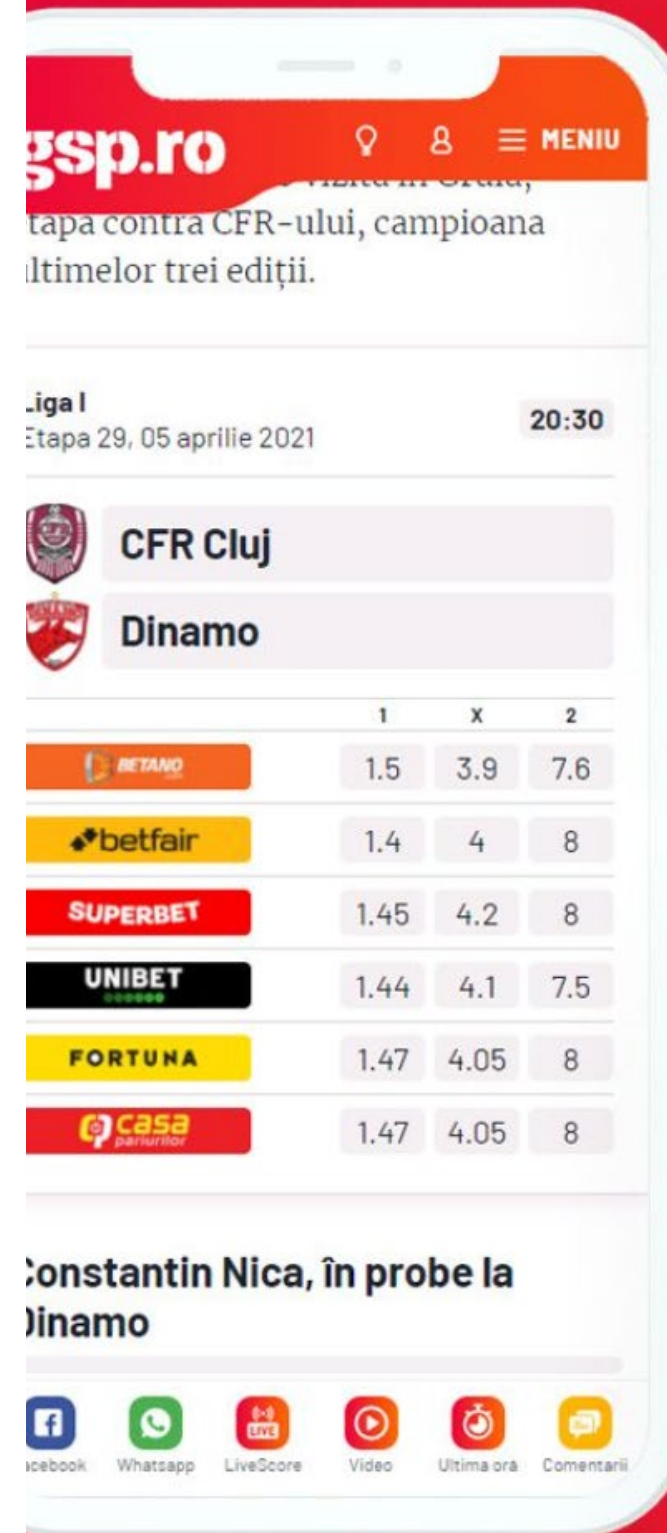 gsp.ro
MENIU
tapa contra CFR-ului, campioana
ltimelor trei ediții.
Liga I
Etapa 29, 05 aprilie 2021
20:30
CFR Cluj
Dinamo
1 X 2
BETANO 1.5 3.9 7.6
betfair 1.4 4 8
SUPERBET 1.45 4.2 8
UNIBET 1.44 4.1 7.5
FORTUNA 1.47 4.05 8
casa pariurilor 1.47 4.05 8
Constantin Nica, în probe la
Dinamo
acebook Whatsapp LiveScore Video Ultima oră Comentarii